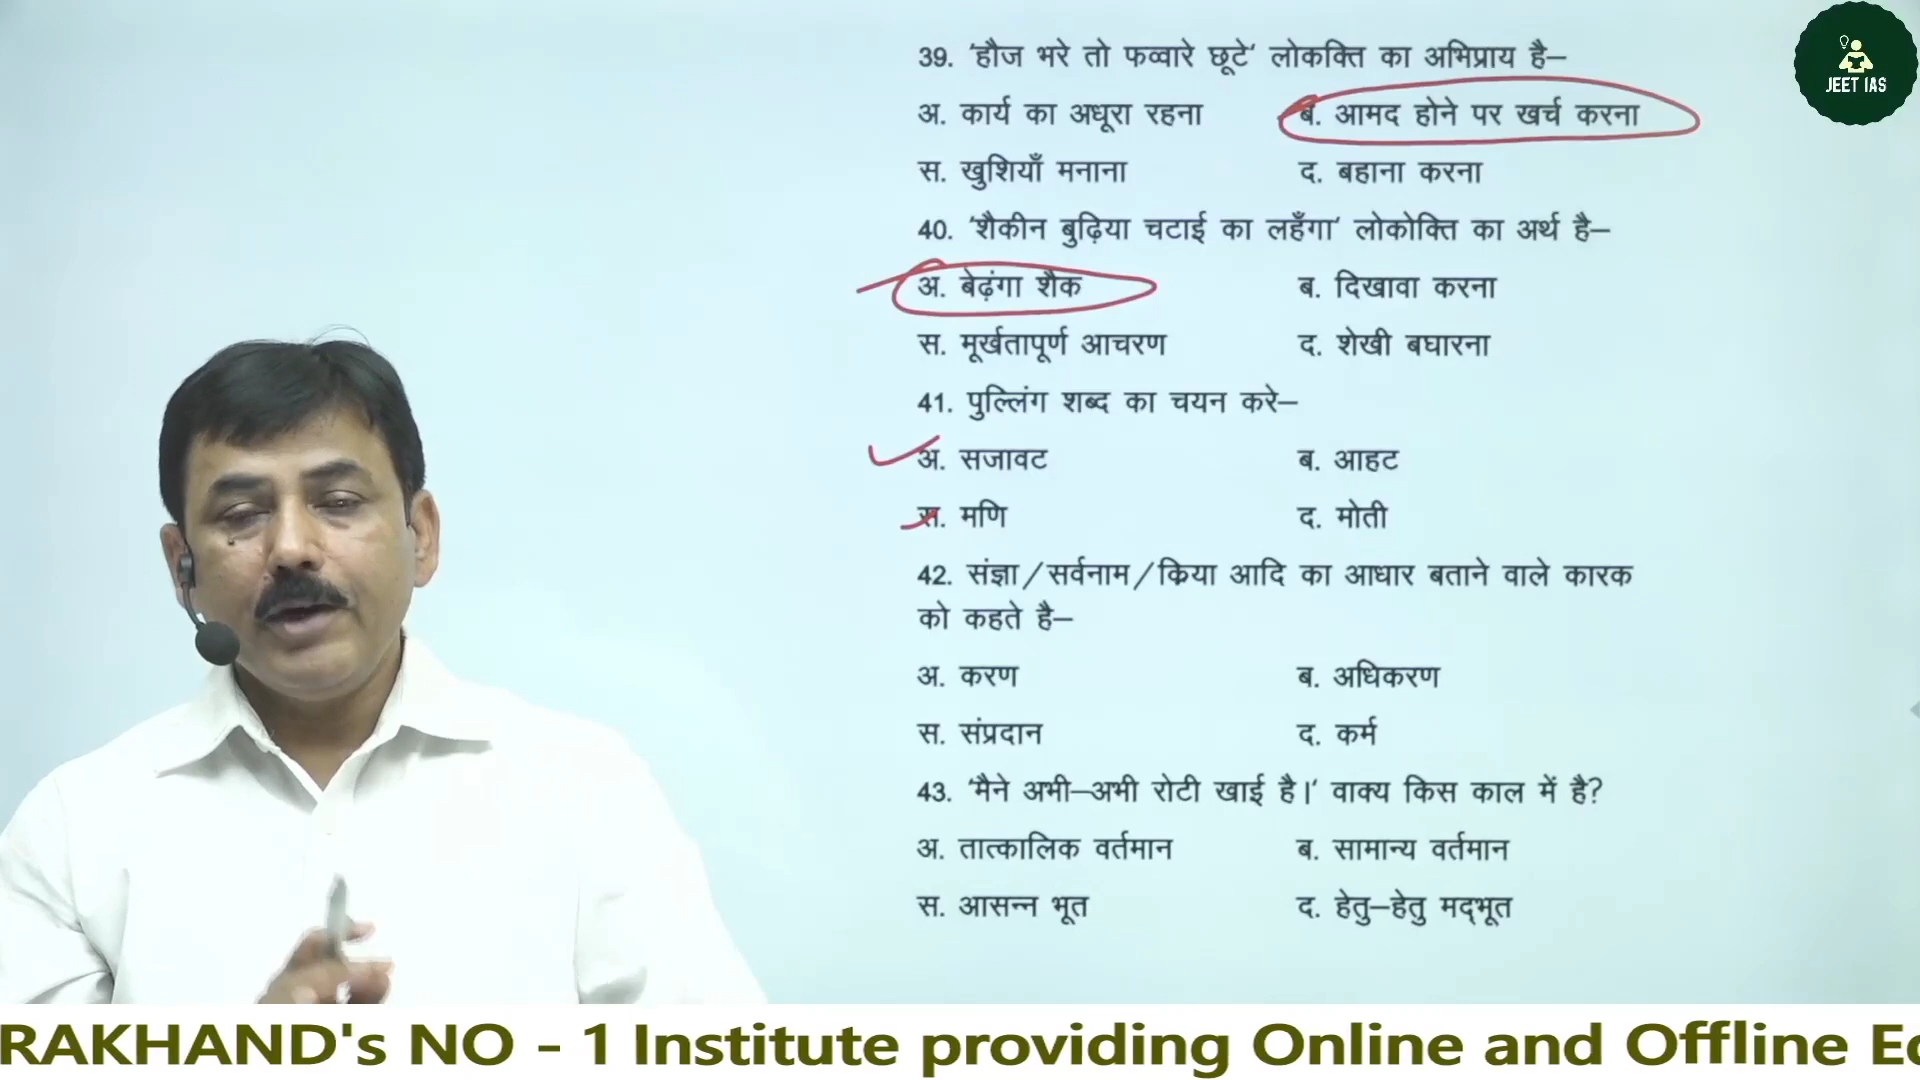 39. 'हौज भरे तो फव्वारे छूटे' लोकक्ति का अभिप्राय है–
अ. कार्य का अधूरा रहना ब. आमद होने पर खर्च करना
स. खुशियाँ मनाना द. बहाना करना
40. 'शैकीन बुढ़िया चटाई का लहँगा' लोकोक्ति का अर्थ है–
अ. बेढ़ंगा शैक ब. दिखावा करना
स. मूर्खतापूर्ण आचरण द. शेखी बघारना
41. पुल्लिंग शब्द का चयन करे–
अ. सजावट ब. आहट
स. मणि द. मोती
42. संज्ञा/सर्वनाम/क्रिया आदि का आधार बताने वाले कारक
को कहते है–
अ. करण ब. अधिकरण
स. संप्रदान द. कर्म
43. 'मैने अभी–अभी रोटी खाई है।' वाक्य किस काल में है?
अ. तात्कालिक वर्तमान ब. सामान्य वर्तमान
स. आसन्न भूत द. हेतु–हेतु मद्भूत
JEET IAS
RAKHAND's NO - 1 Institute providing Online and Offline Ed